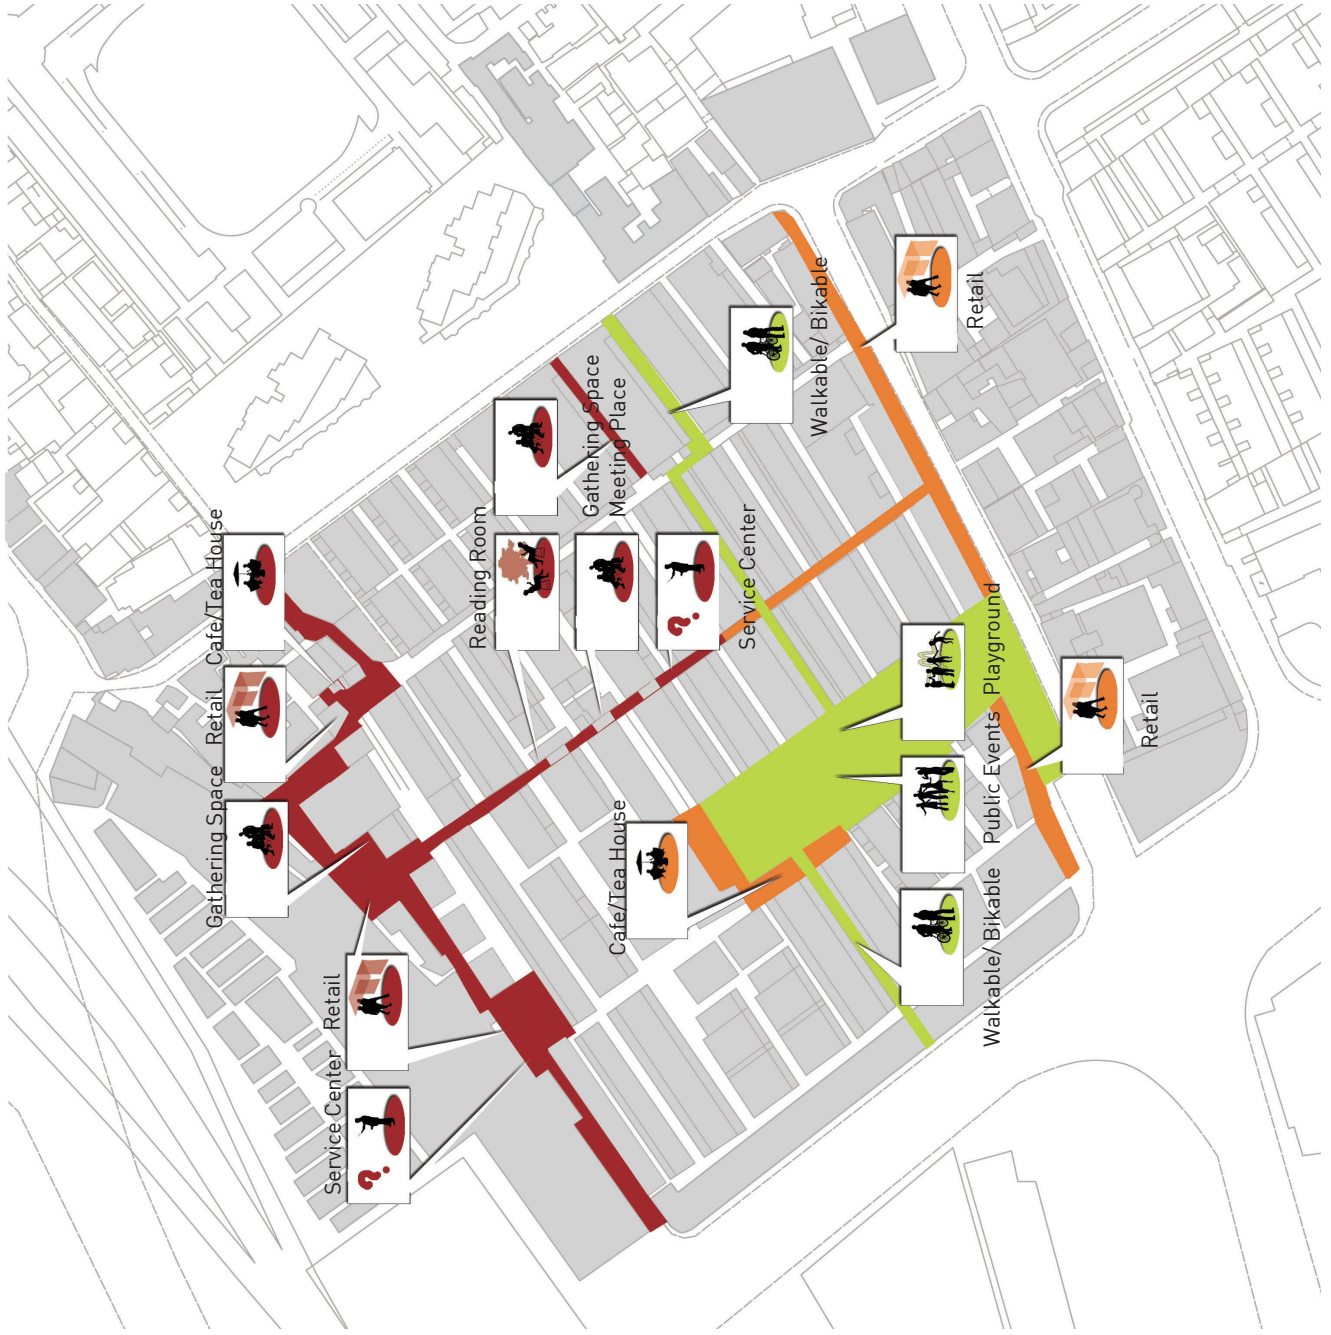 Service Center
Retail
Gathering Space
Retail
Cafe/Tea House
Reading Room
Gathering Space
Meeting Place
Cafe/Tea House
Service Center
Walkable/ Bikable
Walkable/ Bikable
Public Events
Playground
Retail
Retail